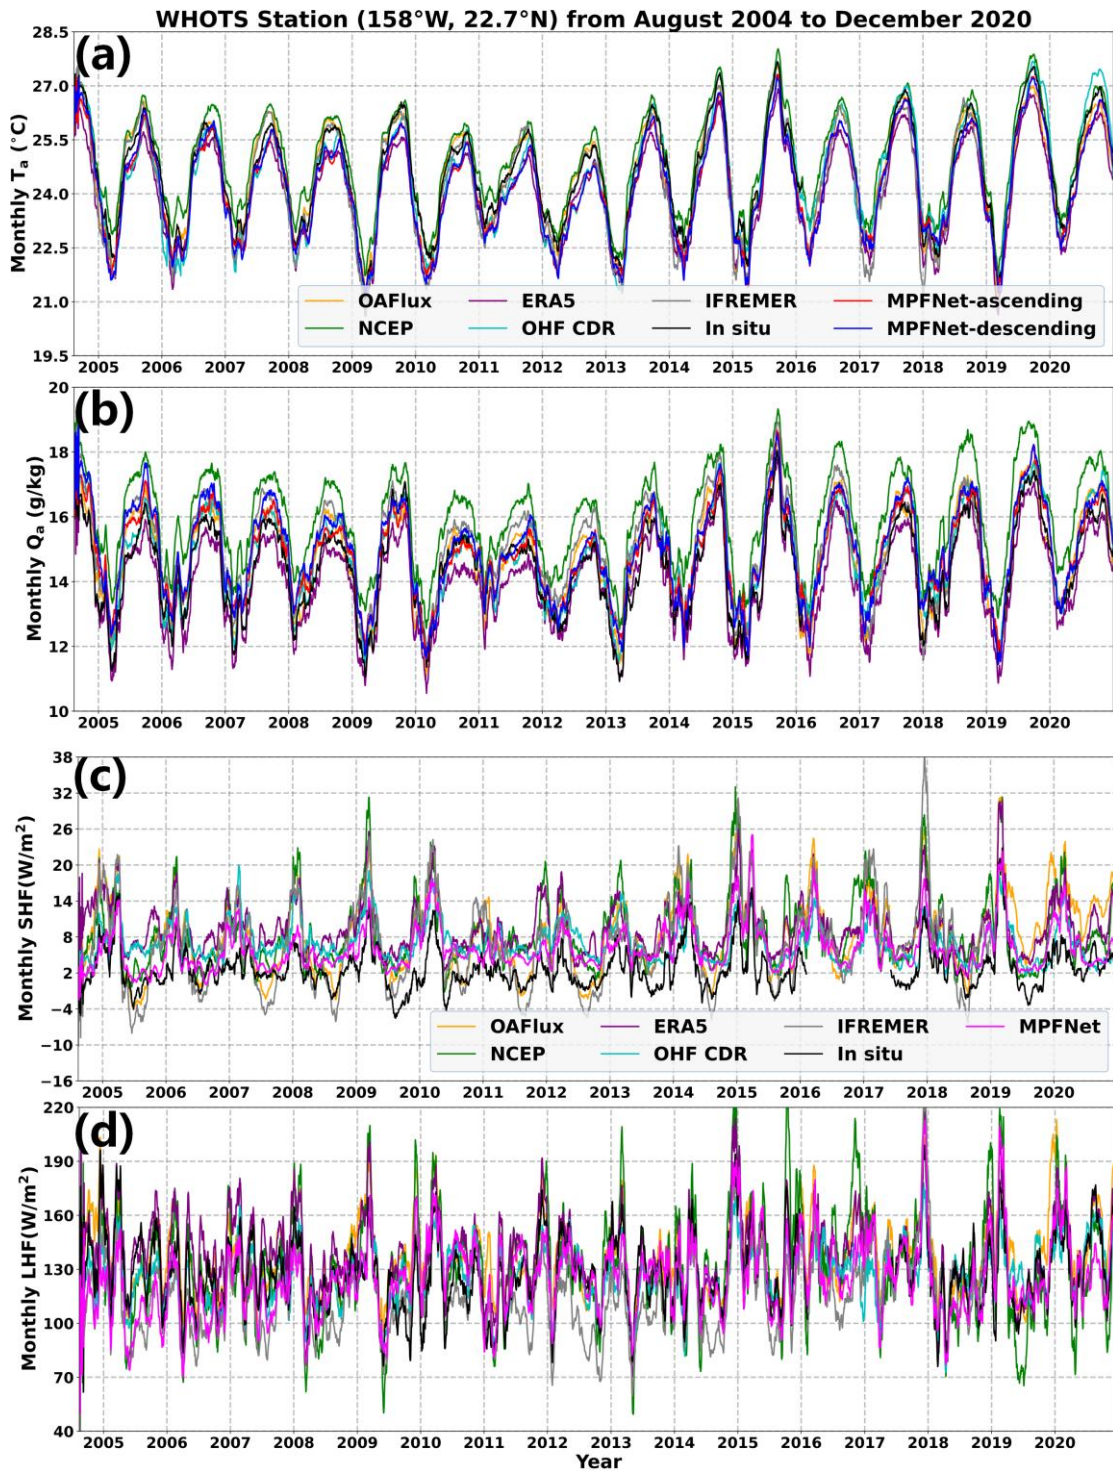 WHOTS Station (158°W, 22.7°N) from August 2004 to December 2020
(a)
Monthly Tₐ (°C)
28.5
27.0
25.5
24.0
22.5
21.0
19.5
OAFlux ERA5 IFREMER MPFNet-ascending
NCEP OHF CDR In situ MPFNet-descending
2005 2006 2007 2008 2009 2010 2011 2012 2013 2014 2015 2016 2017 2018 2019 2020
(b)
Monthly Qₐ (g/kg)
20
18
16
14
12
10
2005 2006 2007 2008 2009 2010 2011 2012 2013 2014 2015 2016 2017 2018 2019 2020
(c)
Monthly SHF(W/m²)
38
32
26
20
14
8
2
−4
−10
−16
OAFlux ERA5 IFREMER MPFNet
NCEP OHF CDR In situ
2005 2006 2007 2008 2009 2010 2011 2012 2013 2014 2015 2016 2017 2018 2019 2020
(d)
Monthly LHF(W/m²)
220
190
160
130
100
70
40
2005 2006 2007 2008 2009 2010 2011 2012 2013 2014 2015 2016 2017 2018 2019 2020
Year